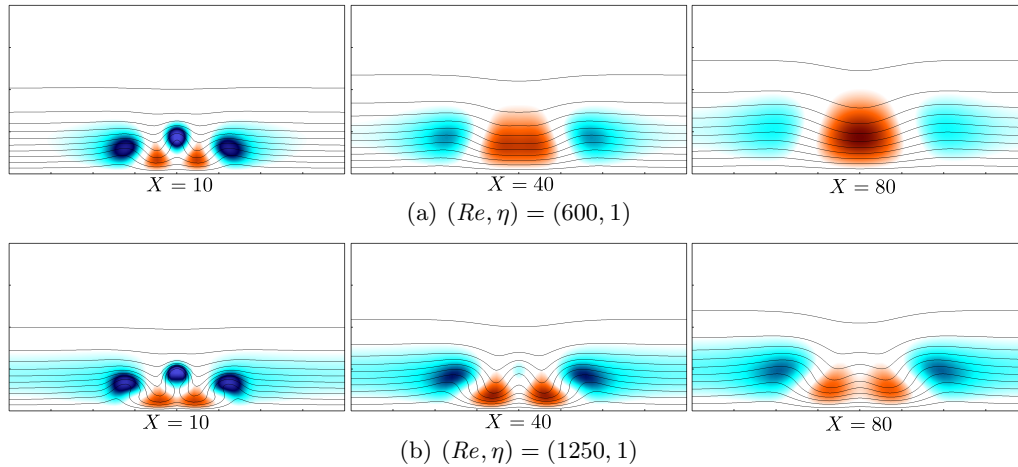 X = 10 X = 40 X = 80
(a) (Re, η) = (600, 1)
X = 10 X = 40 X = 80
(b) (Re, η) = (1250, 1)